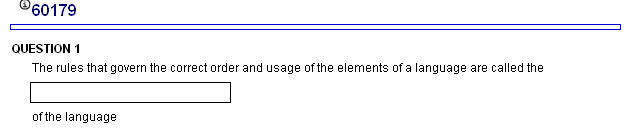 60179
QUESTION 1
The rules that govern the correct order and usage of the elements of a language are called the
of the language